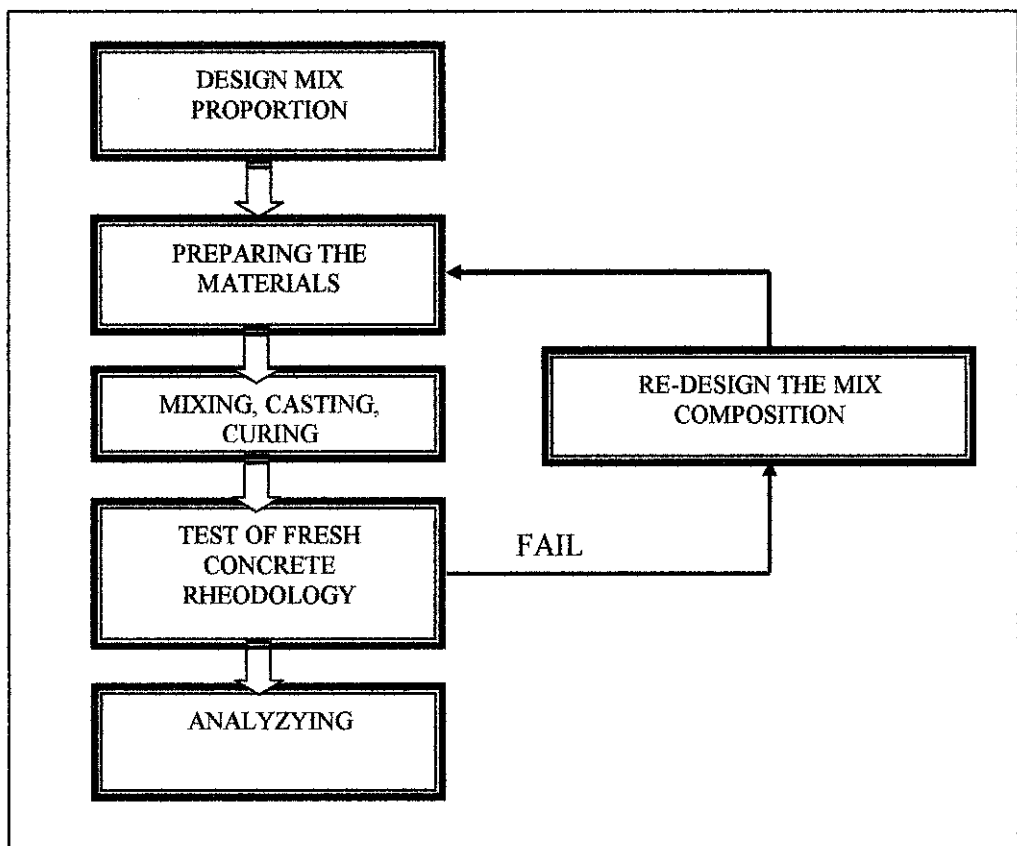 DESIGN MIX
PROPORTION
PREPARING THE
MATERIALS
MIXING, CASTING,
CURING
TEST OF FRESH
CONCRETE
RHEODOLOGY
FAIL
RE-DESIGN THE MIX
COMPOSITION
ANALYZYING